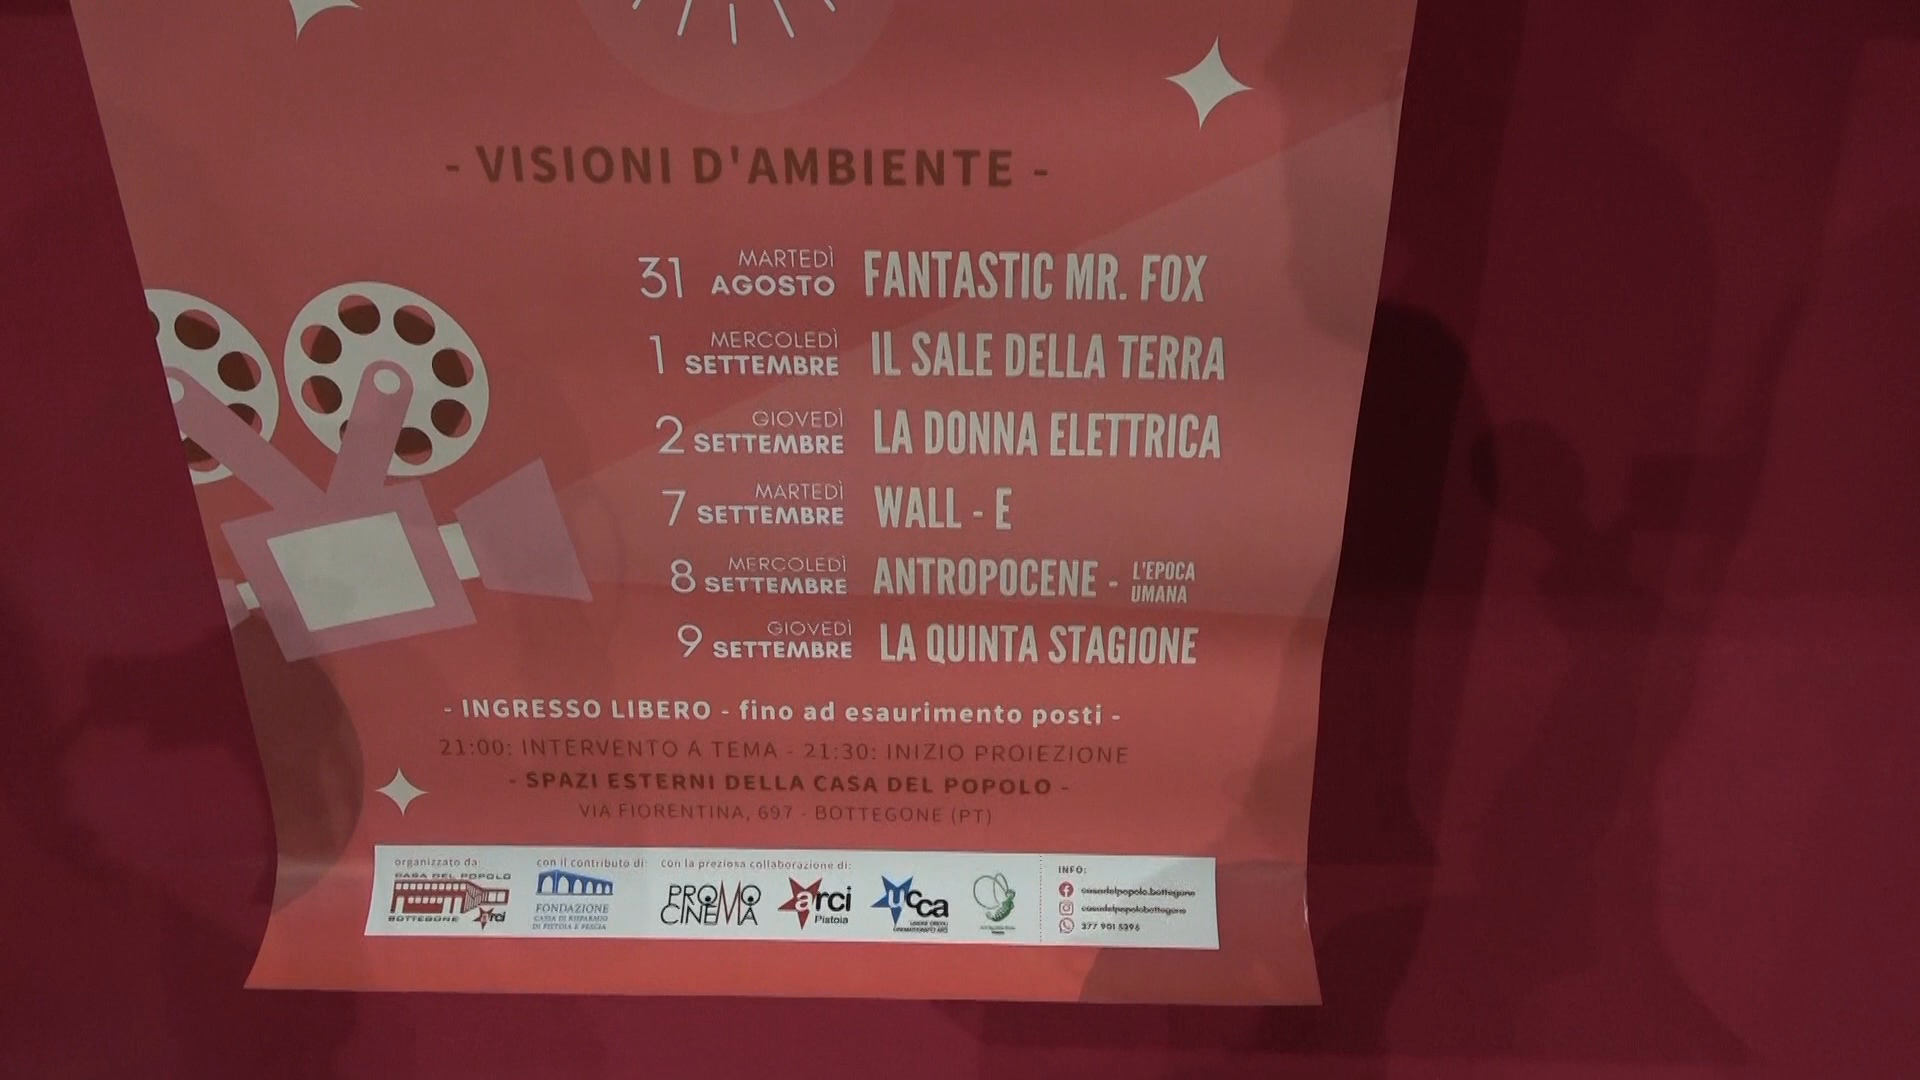 - VISIONI D'AMBIENTE -
31 MARTEDÌ AGOSTO FANTASTIC MR. FOX
1 MERCOLEDÌ SETTEMBRE IL SALE DELLA TERRA
2 GIOVEDÌ SETTEMBRE LA DONNA ELETTRICA
7 MARTEDÌ SETTEMBRE WALL - E
8 MERCOLEDÌ SETTEMBRE ANTROPOCENE - L'EPOCA UMANA
9 GIOVEDÌ SETTEMBRE LA QUINTA STAGIONE
- INGRESSO LIBERO - fino ad esaurimento posti -
21:00: INTERVENTO A TEMA - 21:30: INIZIO PROIEZIONE
- SPAZI ESTERNI DELLA CASA DEL POPOLO -
VIA FIORENTINA, 697 - BOTTEGONE (PT)
organizzato da:
CASA DEL POPOLO
BOTTEGONE arci
con il contributo di:
FONDAZIONE
CASSA DI RISPARMIO
DI PISTOIA E PESCIA
con la preziosa collaborazione di:
PROMO
CINEMA
arci
Pistoia
ucca
INFO:
casadelpopolo.bottegone
casadelpopolobottegone
377 901 5396